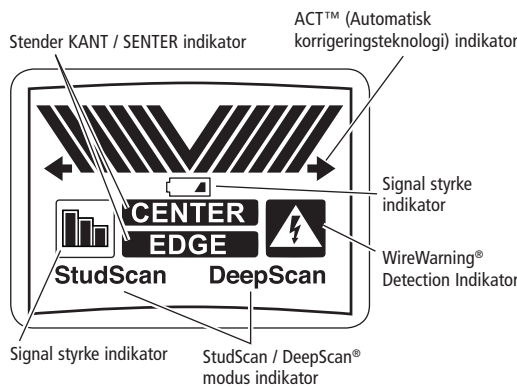 ACT™ (Automatisk
korrigeringsteknologi) indikator
Stender KANT / SENTER indikator
Signal styrke
indikator
CENTER
EDGE
StudScan DeepScan
WireWarning®
Detection Indikator
Signal styrke indikator
StudScan / DeepScan®
modus indikator